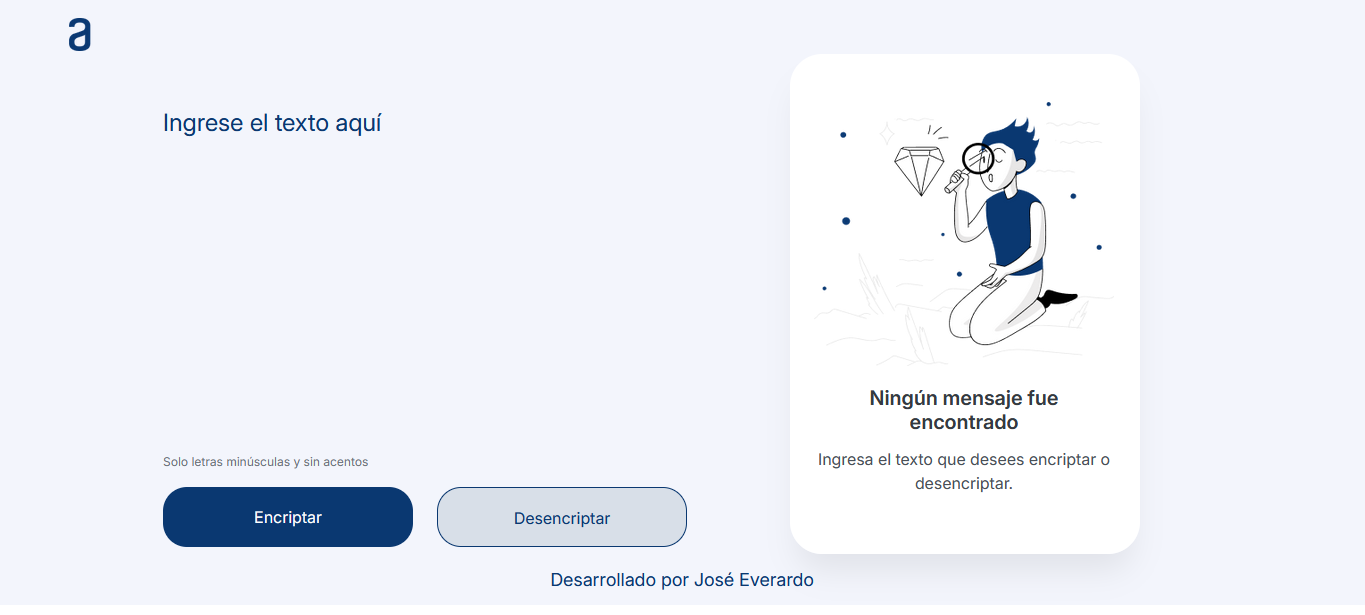 a
Ingrese el texto aquí
Ningún mensaje fue
encontrado
Ingresa el texto que desees encriptar o
desencriptar.
Solo letras minúsculas y sin acentos
Encriptar
Desencriptar
Desarrollado por José Everardo